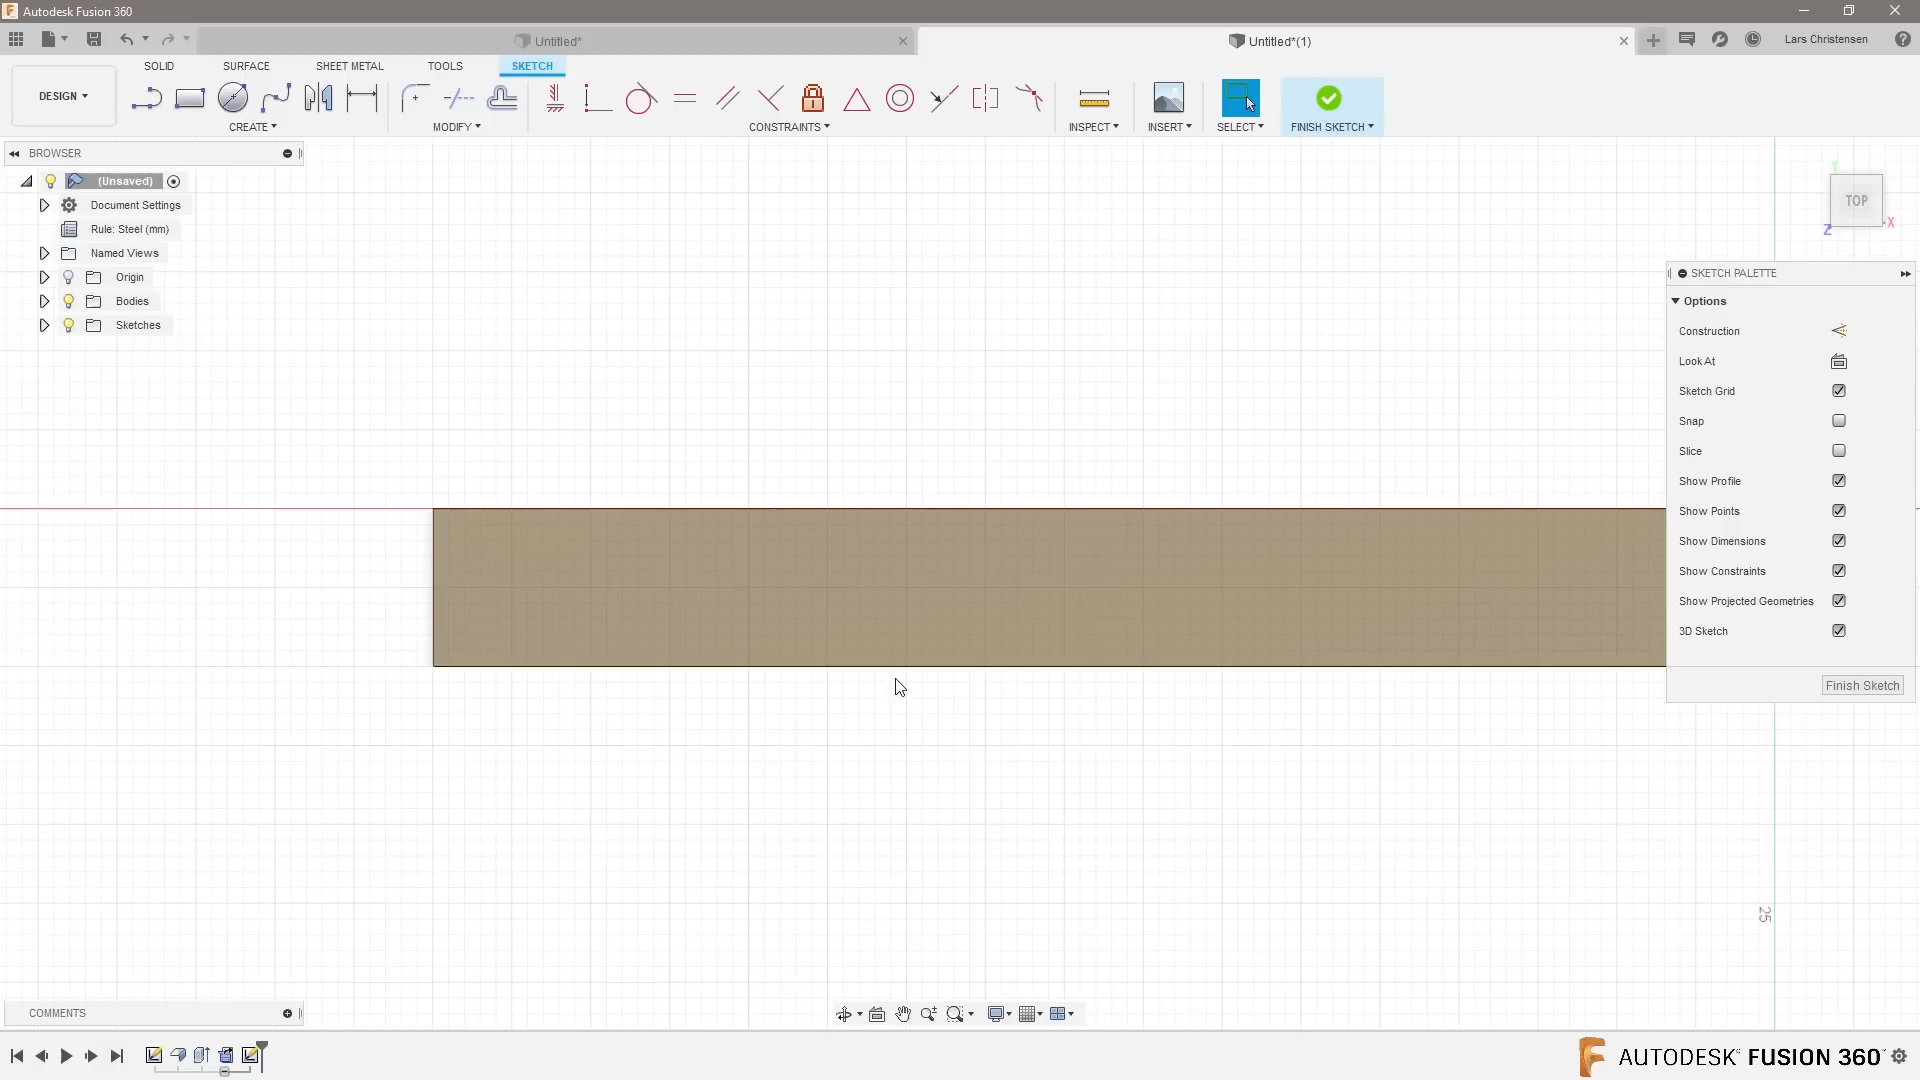 Autodesk Fusion 360
Untitled*
Untitled*(1)
Lars Christensen
SOLID
SURFACE
SHEET METAL
TOOLS
SKETCH
DESIGN
CREATE
MODIFY
CONSTRAINTS
INSPECT
INSERT
SELECT
FINISH SKETCH
BROWSER
(Unsaved)
Document Settings
Rule: Steel (mm)
Named Views
Origin
Bodies
Sketches
Y
TOP
X
Z
SKETCH PALETTE
Options
Construction
Look At
Sketch Grid
Snap
Slice
Show Profile
Show Points
Show Dimensions
Show Constraints
Show Projected Geometries
3D Sketch
Finish Sketch
25
COMMENTS
AUTODESK® FUSION 360™